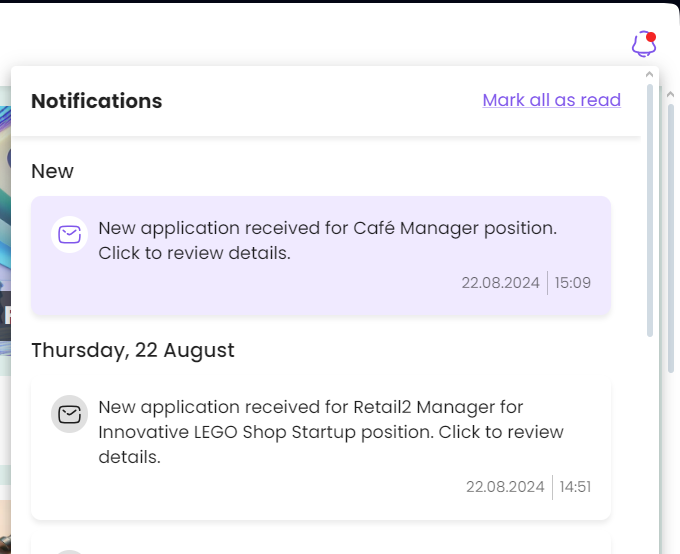 Notifications
Mark all as read
New
New application received for Café Manager position.
Click to review details.
22.08.2024 | 15:09
Thursday, 22 August
New application received for Retail2 Manager for
Innovative LEGO Shop Startup position. Click to review
details.
22.08.2024 | 14:51